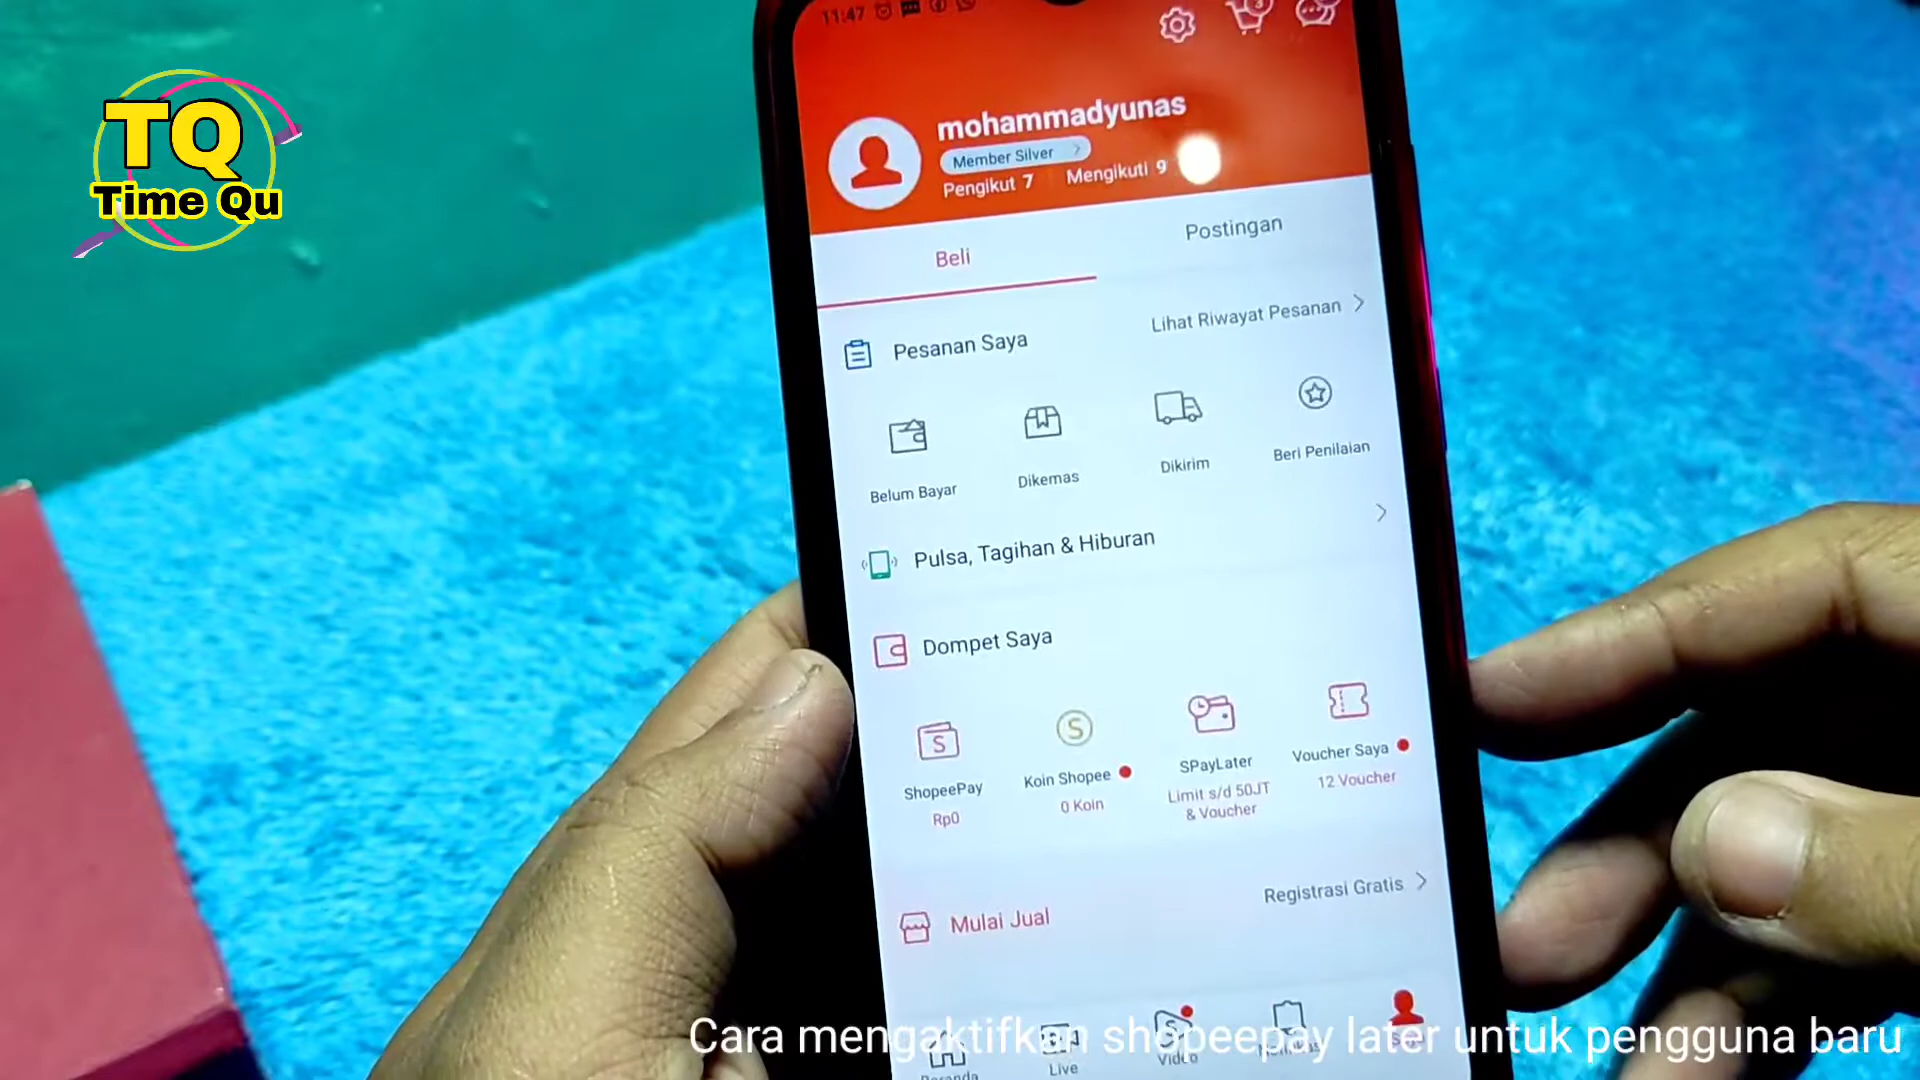 TQ
Time Qu
11:47
3
mohammadyunas
Member Silver
Pengikut 7 Mengikuti 9
Beli
Postingan
Pesanan Saya
Lihat Riwayat Pesanan
Belum Bayar
Dikemas
Dikirim
Beri Penilaian
Pulsa, Tagihan & Hiburan
Dompet Saya
ShopeePay
Rp0
Koin Shopee
0 Koin
SPayLater
Limit s/d 50JT
& Voucher
Voucher Saya
12 Voucher
Mulai Jual
Registrasi Gratis
Live
Video
Cara mengaktifkan shopeepay later untuk pengguna baru